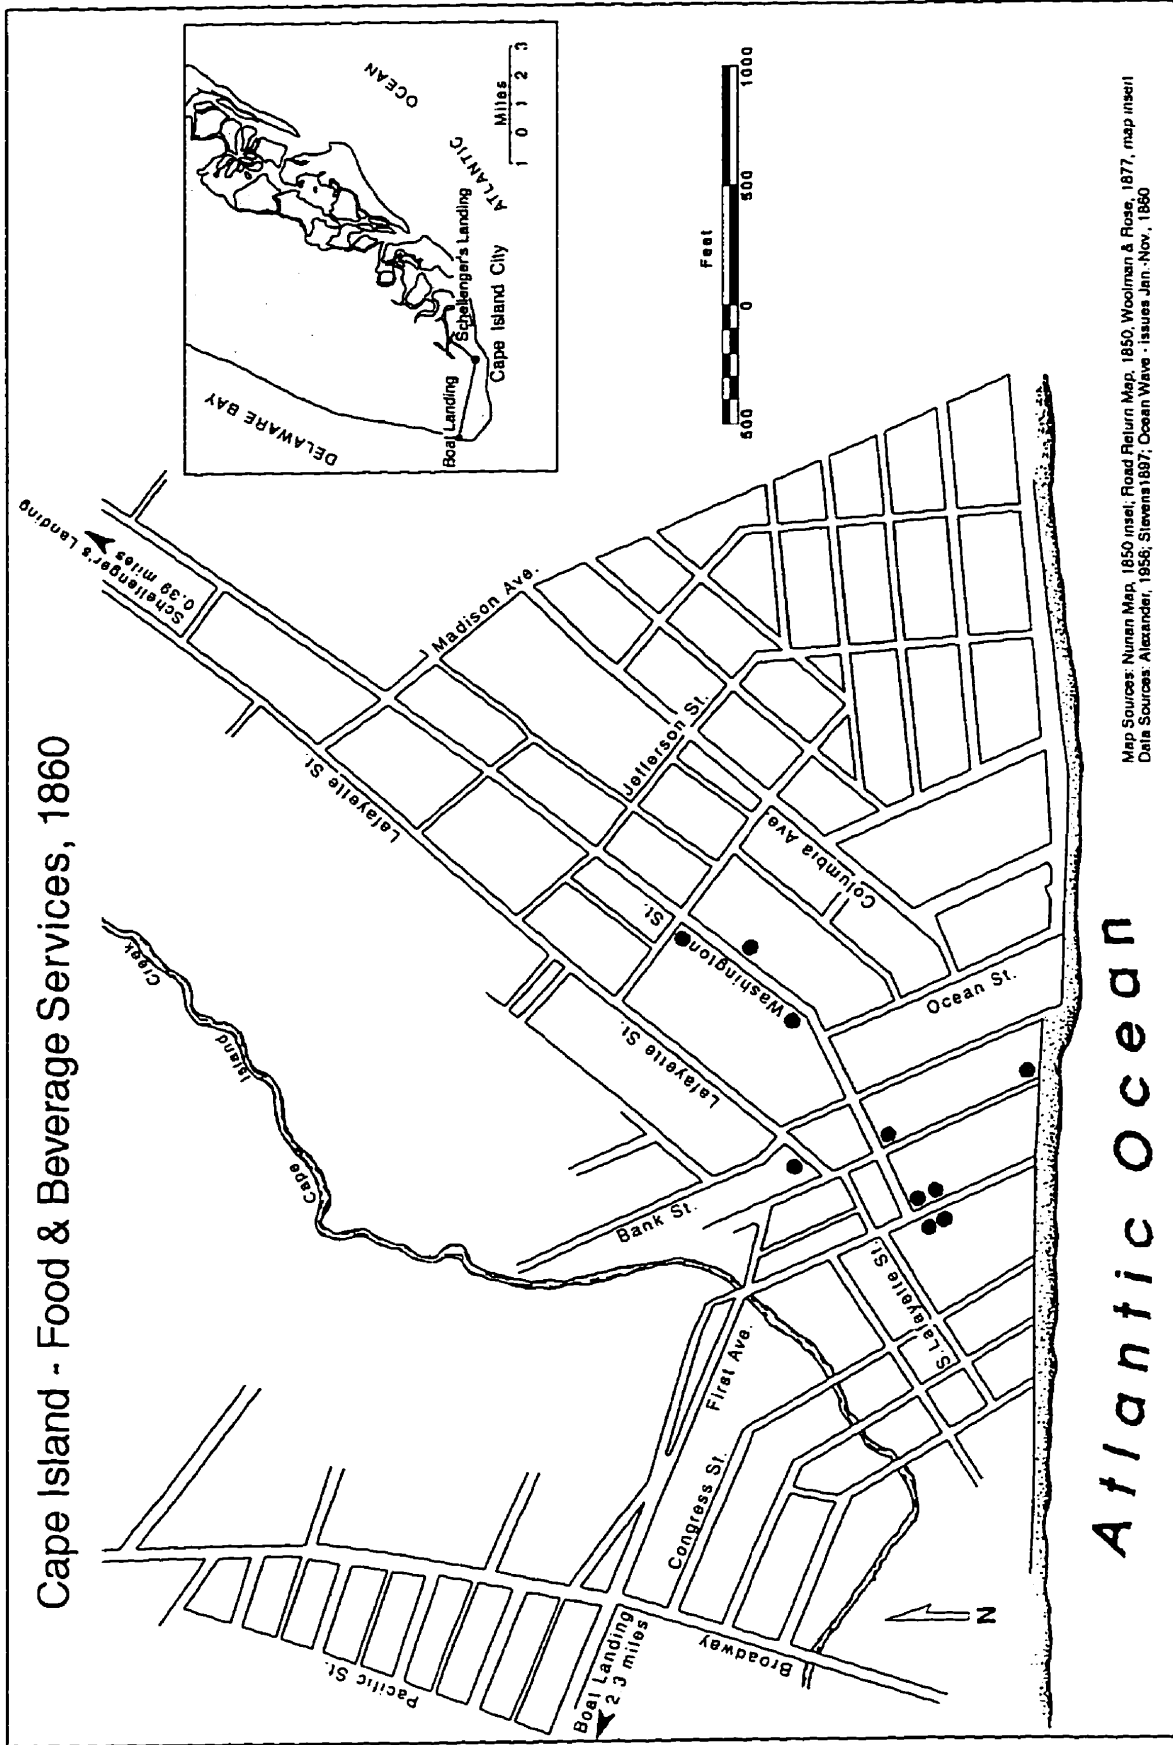 Cape Island - Food & Beverage Services, 1860
Schellenger's Landing
0.39 miles
Madison Ave.
Lafayette St
Jefferson St.
Columbia Ave.
Washington
St.
Lafayette St.
Ocean St.
Cape
Island
Creek
Bank St.
S. Lafayette St
First Ave.
Congress St.
Pacific St.
Broadway
Boat Landing
2 3 miles
N
Atlantic Ocean
DELAWARE BAY
Boat Landing
Schellenger's Landing
Cape Island City
ATLANTIC
OCEAN
Miles
1 0 1 2 3
Feet
500 0 500 1000
Map Sources: Nunan Map, 1850 inset; Road Return Map, 1850, Woolman & Rose, 1877, map insert
Data Sources: Alexander, 1956; Stevens 1897; Ocean Wave - issues Jan.-Nov., 1860